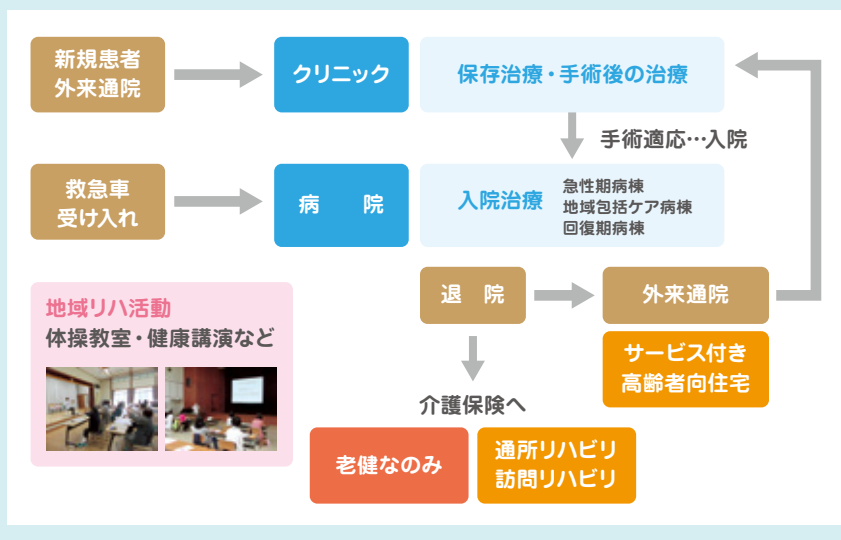 新規患者
外来通院
クリニック
保存治療・手術後の治療
手術適応…入院
救急車
受け入れ
病　院
入院治療
急性期病棟
地域包括ケア病棟
回復期病棟
退　院
外来通院
サービス付き
高齢者向住宅
介護保険へ
老健なのみ
通所リハビリ
訪問リハビリ
地域リハ活動
体操教室・健康講演など